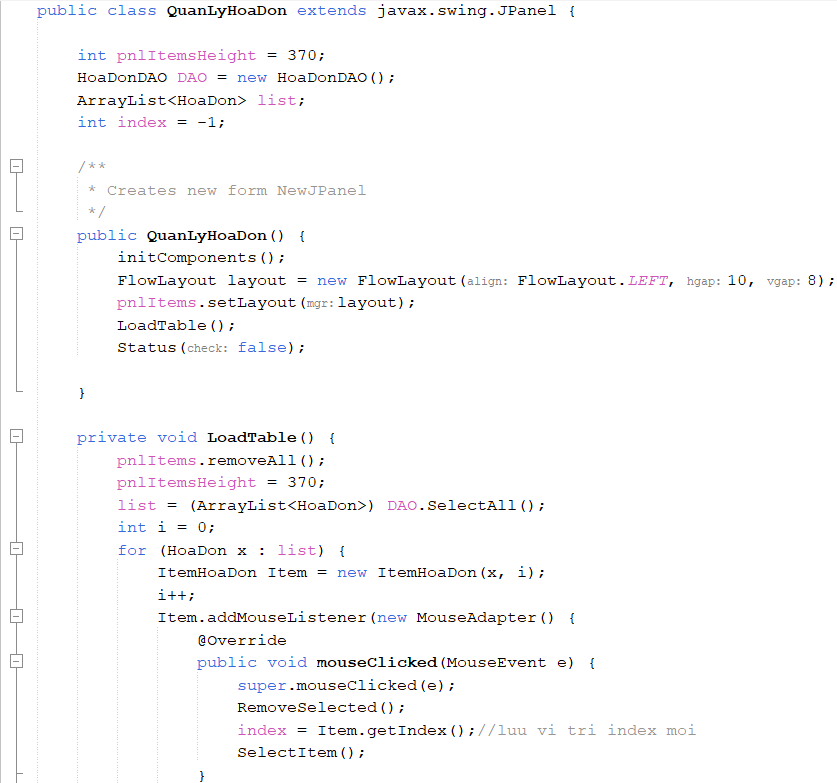 public class QuanLyHoaDon extends javax.swing.JPanel {
int pnlItemsHeight = 370;
HoaDonDAO DAO = new HoaDonDAO();
ArrayList<HoaDon> list;
int index = -1;
/**
* Creates new form NewJPanel
*/
public QuanLyHoaDon() {
initComponents();
FlowLayout layout = new FlowLayout(align: FlowLayout.LEFT, hgap: 10, vgap: 8);
pnlItems.setLayout(mgr: layout);
LoadTable();
Status(check: false);
}
private void LoadTable() {
pnlItems.removeAll();
pnlItemsHeight = 370;
list = (ArrayList<HoaDon>) DAO.SelectAll();
int i = 0;
for (HoaDon x : list) {
ItemHoaDon Item = new ItemHoaDon(x, i);
i++;
Item.addMouseListener(new MouseAdapter() {
@Override
public void mouseClicked(MouseEvent e) {
super.mouseClicked(e);
RemoveSelected();
index = Item.getIndex();//luu vi tri index moi
SelectItem();
}